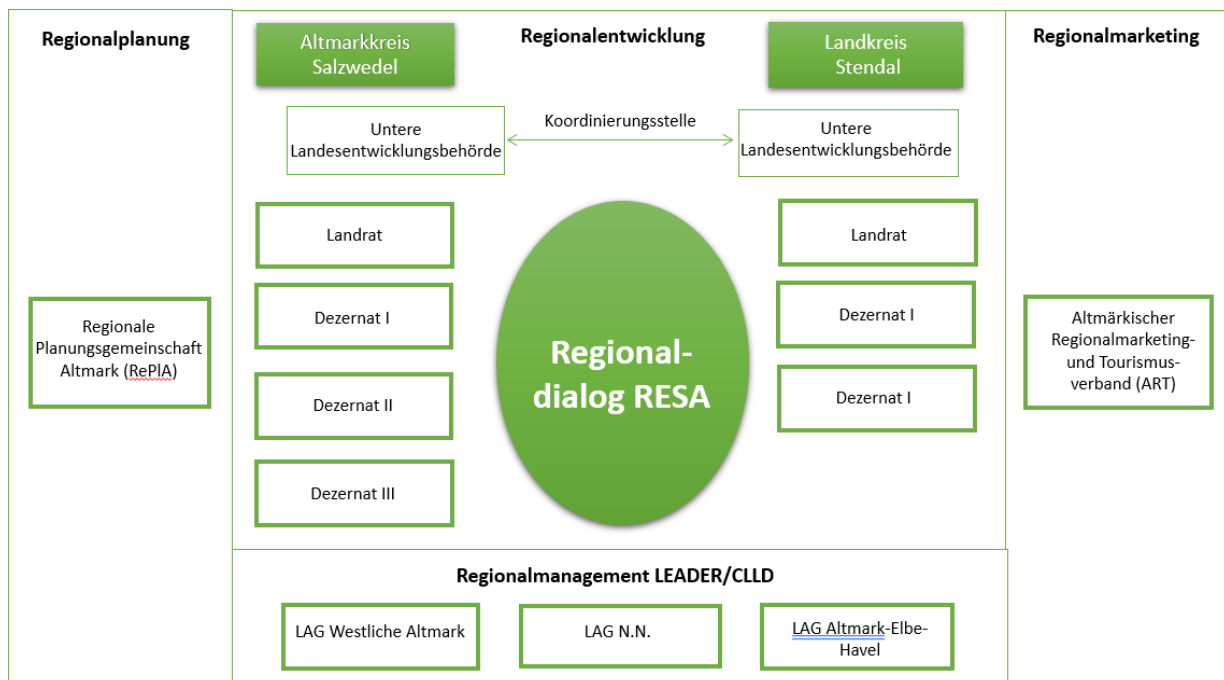 Regionalplanung
Altmarkkreis
Salzwedel
Regionalentwicklung
Landkreis
Stendal
Regionalmarketing
Untere
Landesentwicklungsbehörde
Koordinierungsstelle
Untere
Landesentwicklungsbehörde
Landrat
Dezernat I
Dezernat II
Dezernat III
Regional-
dialog RESA
Landrat
Dezernat I
Dezernat I
Regionale
Planungsgemeinschaft
Altmark (RePlA)
Altmärkischer
Regionalmarketing-
und Tourismus-
verband (ART)
Regionalmanagement LEADER/CLLD
LAG Westliche Altmark
LAG N.N.
LAG Altmark-Elbe-
Havel